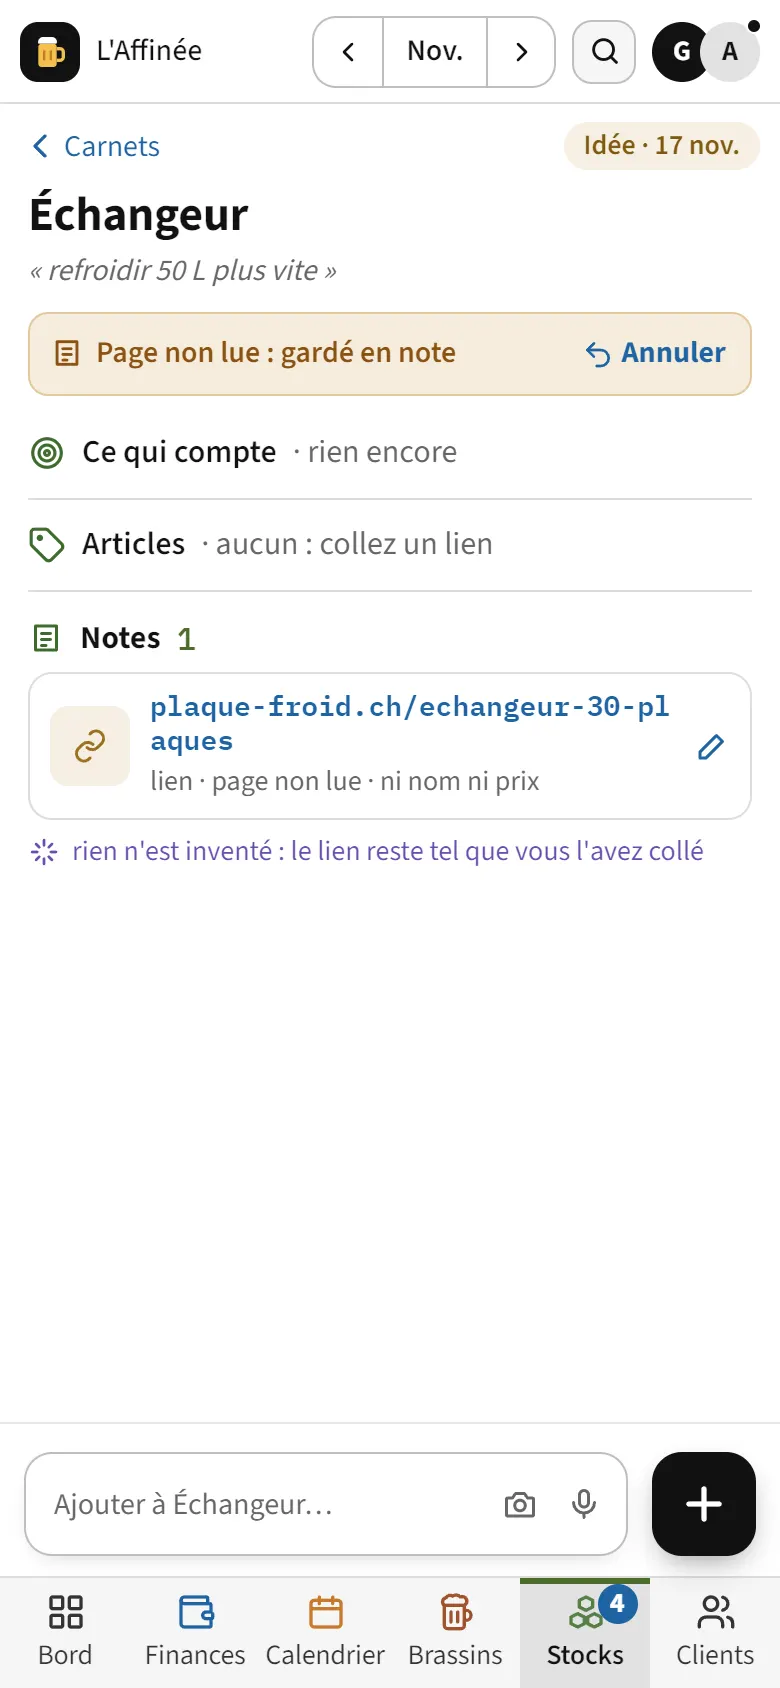 L'Affinée
Nov.
G
A
Carnets
Idée · 17 nov.
Échangeur
« refroidir 50 L plus vite »
Page non lue : gardé en note
Annuler
Ce qui compte · rien encore
Articles · aucun : collez un lien
Notes 1
plaque-froid.ch/echangeur-30-pl
aques
lien · page non lue · ni nom ni prix
rien n'est inventé : le lien reste tel que vous l'avez collé
Ajouter à Échangeur…
4
Bord
Finances
Calendrier
Brassins
Stocks
Clients